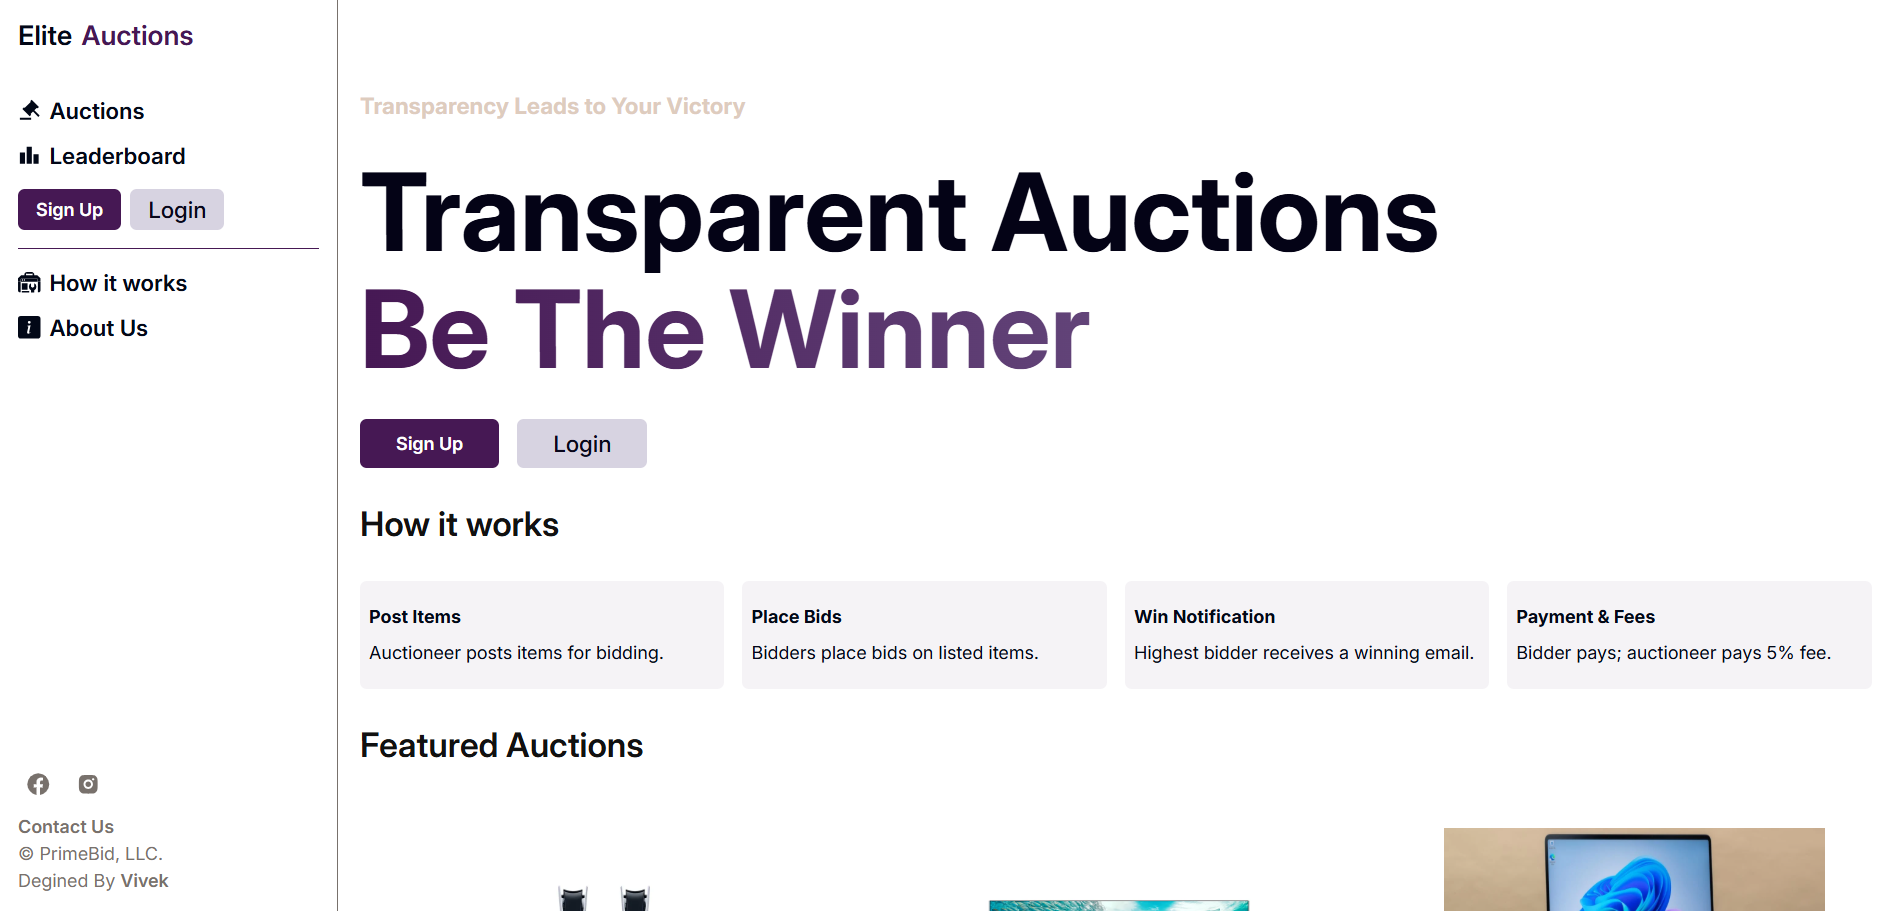 Elite Auctions
Auctions
Leaderboard
Sign Up Login
How it works
About Us
Contact Us
© PrimeBid, LLC.
Degined By Vivek
Transparency Leads to Your Victory
Transparent Auctions
Be The Winner
Sign Up Login
How it works
Post Items
Auctioneer posts items for bidding.
Place Bids
Bidders place bids on listed items.
Win Notification
Highest bidder receives a winning email.
Payment & Fees
Bidder pays; auctioneer pays 5% fee.
Featured Auctions